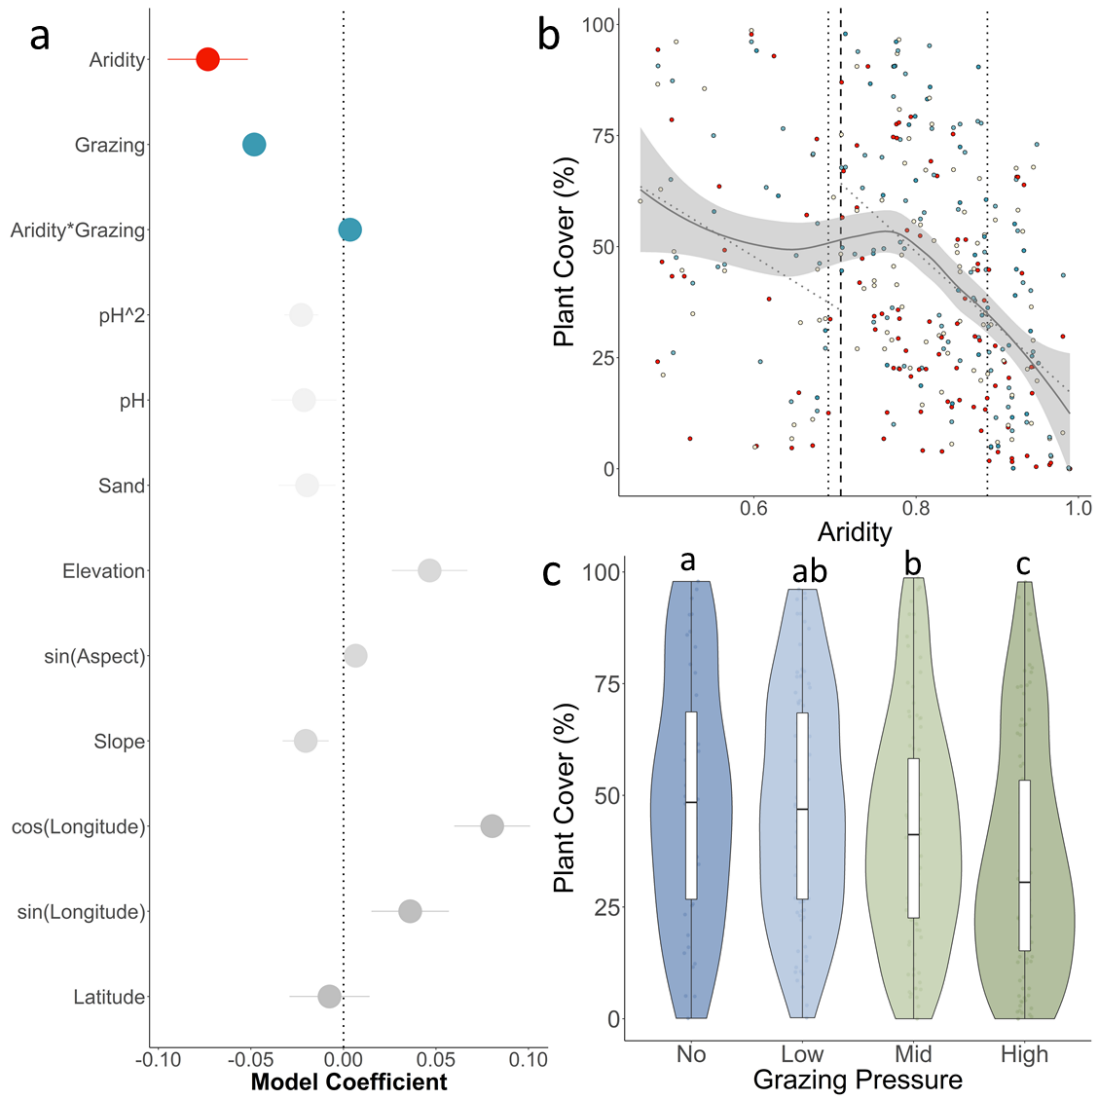 a
Aridity
Grazing
Aridity*Grazing
pH^2
pH
Sand
Elevation
sin(Aspect)
Slope
cos(Longitude)
sin(Longitude)
Latitude
-0.10 -0.05 0.00 0.05 0.10
Model Coefficient
b
100
75
50
25
0
Plant Cover (%)
0.6 0.8 1.0
Aridity
c
a ab b c
100
75
50
25
0
Plant Cover (%)
No Low Mid High
Grazing Pressure